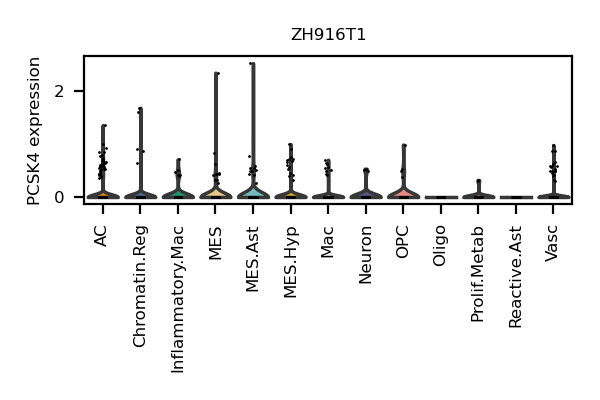 ZH916T1
PCSK4 expression
2
0
AC
Chromatin.Reg
Inflammatory.Mac
MES
MES.Ast
MES.Hyp
Mac
Neuron
OPC
Oligo
Prolif.Metab
Reactive.Ast
Vasc